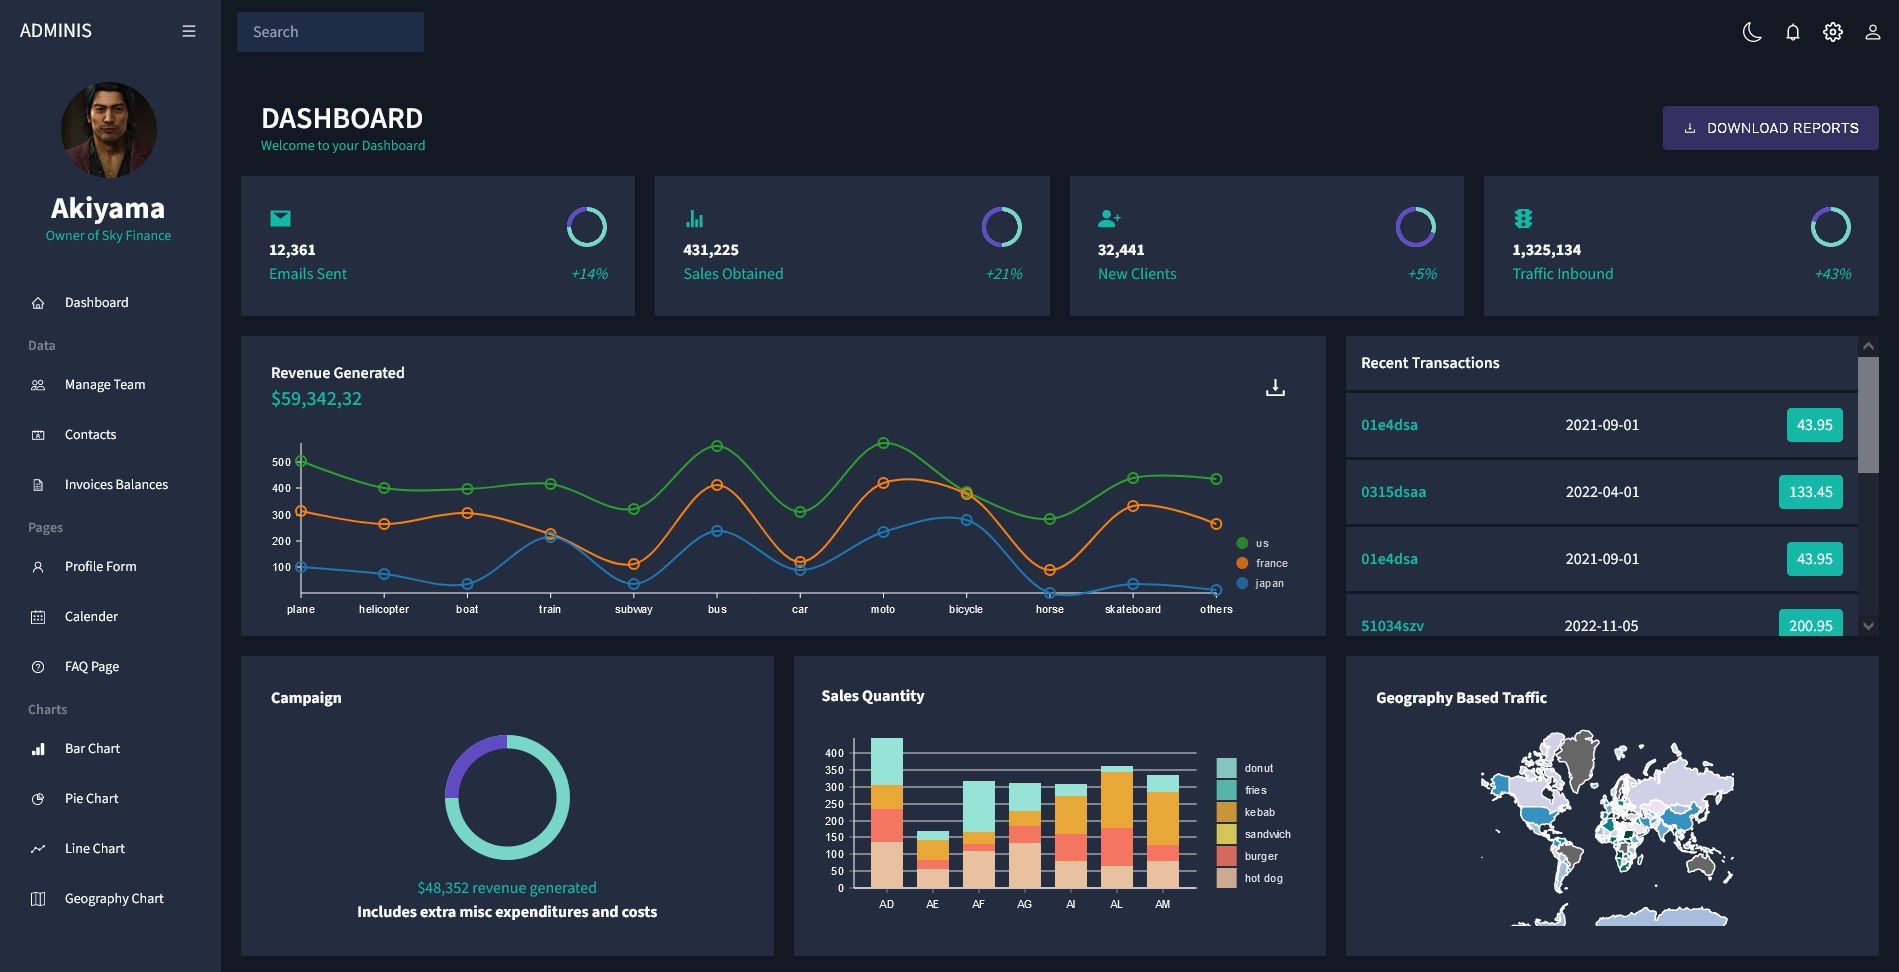 ADMINIS
Search
Akiyama
Owner of Sky Finance
Dashboard
Data
Manage Team
Contacts
Invoices Balances
Pages
Profile Form
Calender
FAQ Page
Charts
Bar Chart
Pie Chart
Line Chart
Geography Chart
DASHBOARD
Welcome to your Dashboard
DOWNLOAD REPORTS
12,361
Emails Sent
+14%
431,225
Sales Obtained
+21%
32,441
New Clients
+5%
1,325,134
Traffic Inbound
+43%
Revenue Generated
$59,342,32
500
400
300
200
100
plane helicopter boat train subway bus car moto bicycle horse skateboard others
us
france
japan
Recent Transactions
01e4dsa 2021-09-01 43.95
0315dsaa 2022-04-01 133.45
01e4dsa 2021-09-01 43.95
51034szv 2022-11-05 200.95
Campaign
$48,352 revenue generated
Includes extra misc expenditures and costs
Sales Quantity
400
350
300
250
200
150
100
50
0
AD AE AF AG AI AL AM
donut
fries
kebab
sandwich
burger
hot dog
Geography Based Traffic